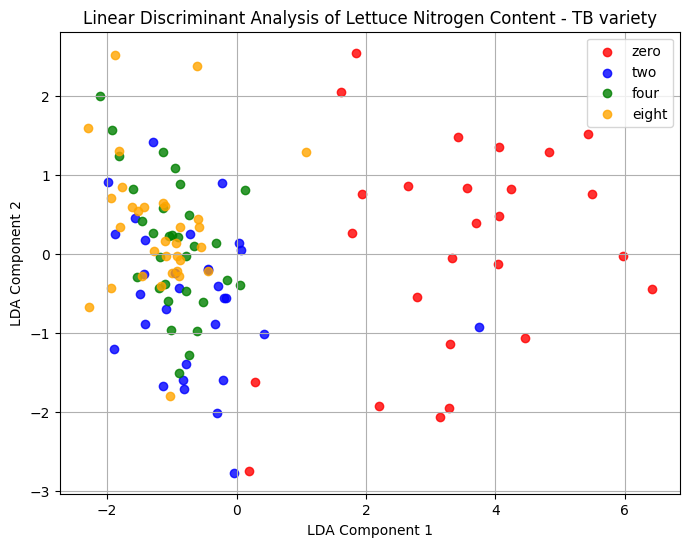 Linear Discriminant Analysis of Lettuce Nitrogen Content - TB variety
zero
two
four
eight
2
1
0
−1
−2
−3
LDA Component 2
−2
0
2
4
6
LDA Component 1